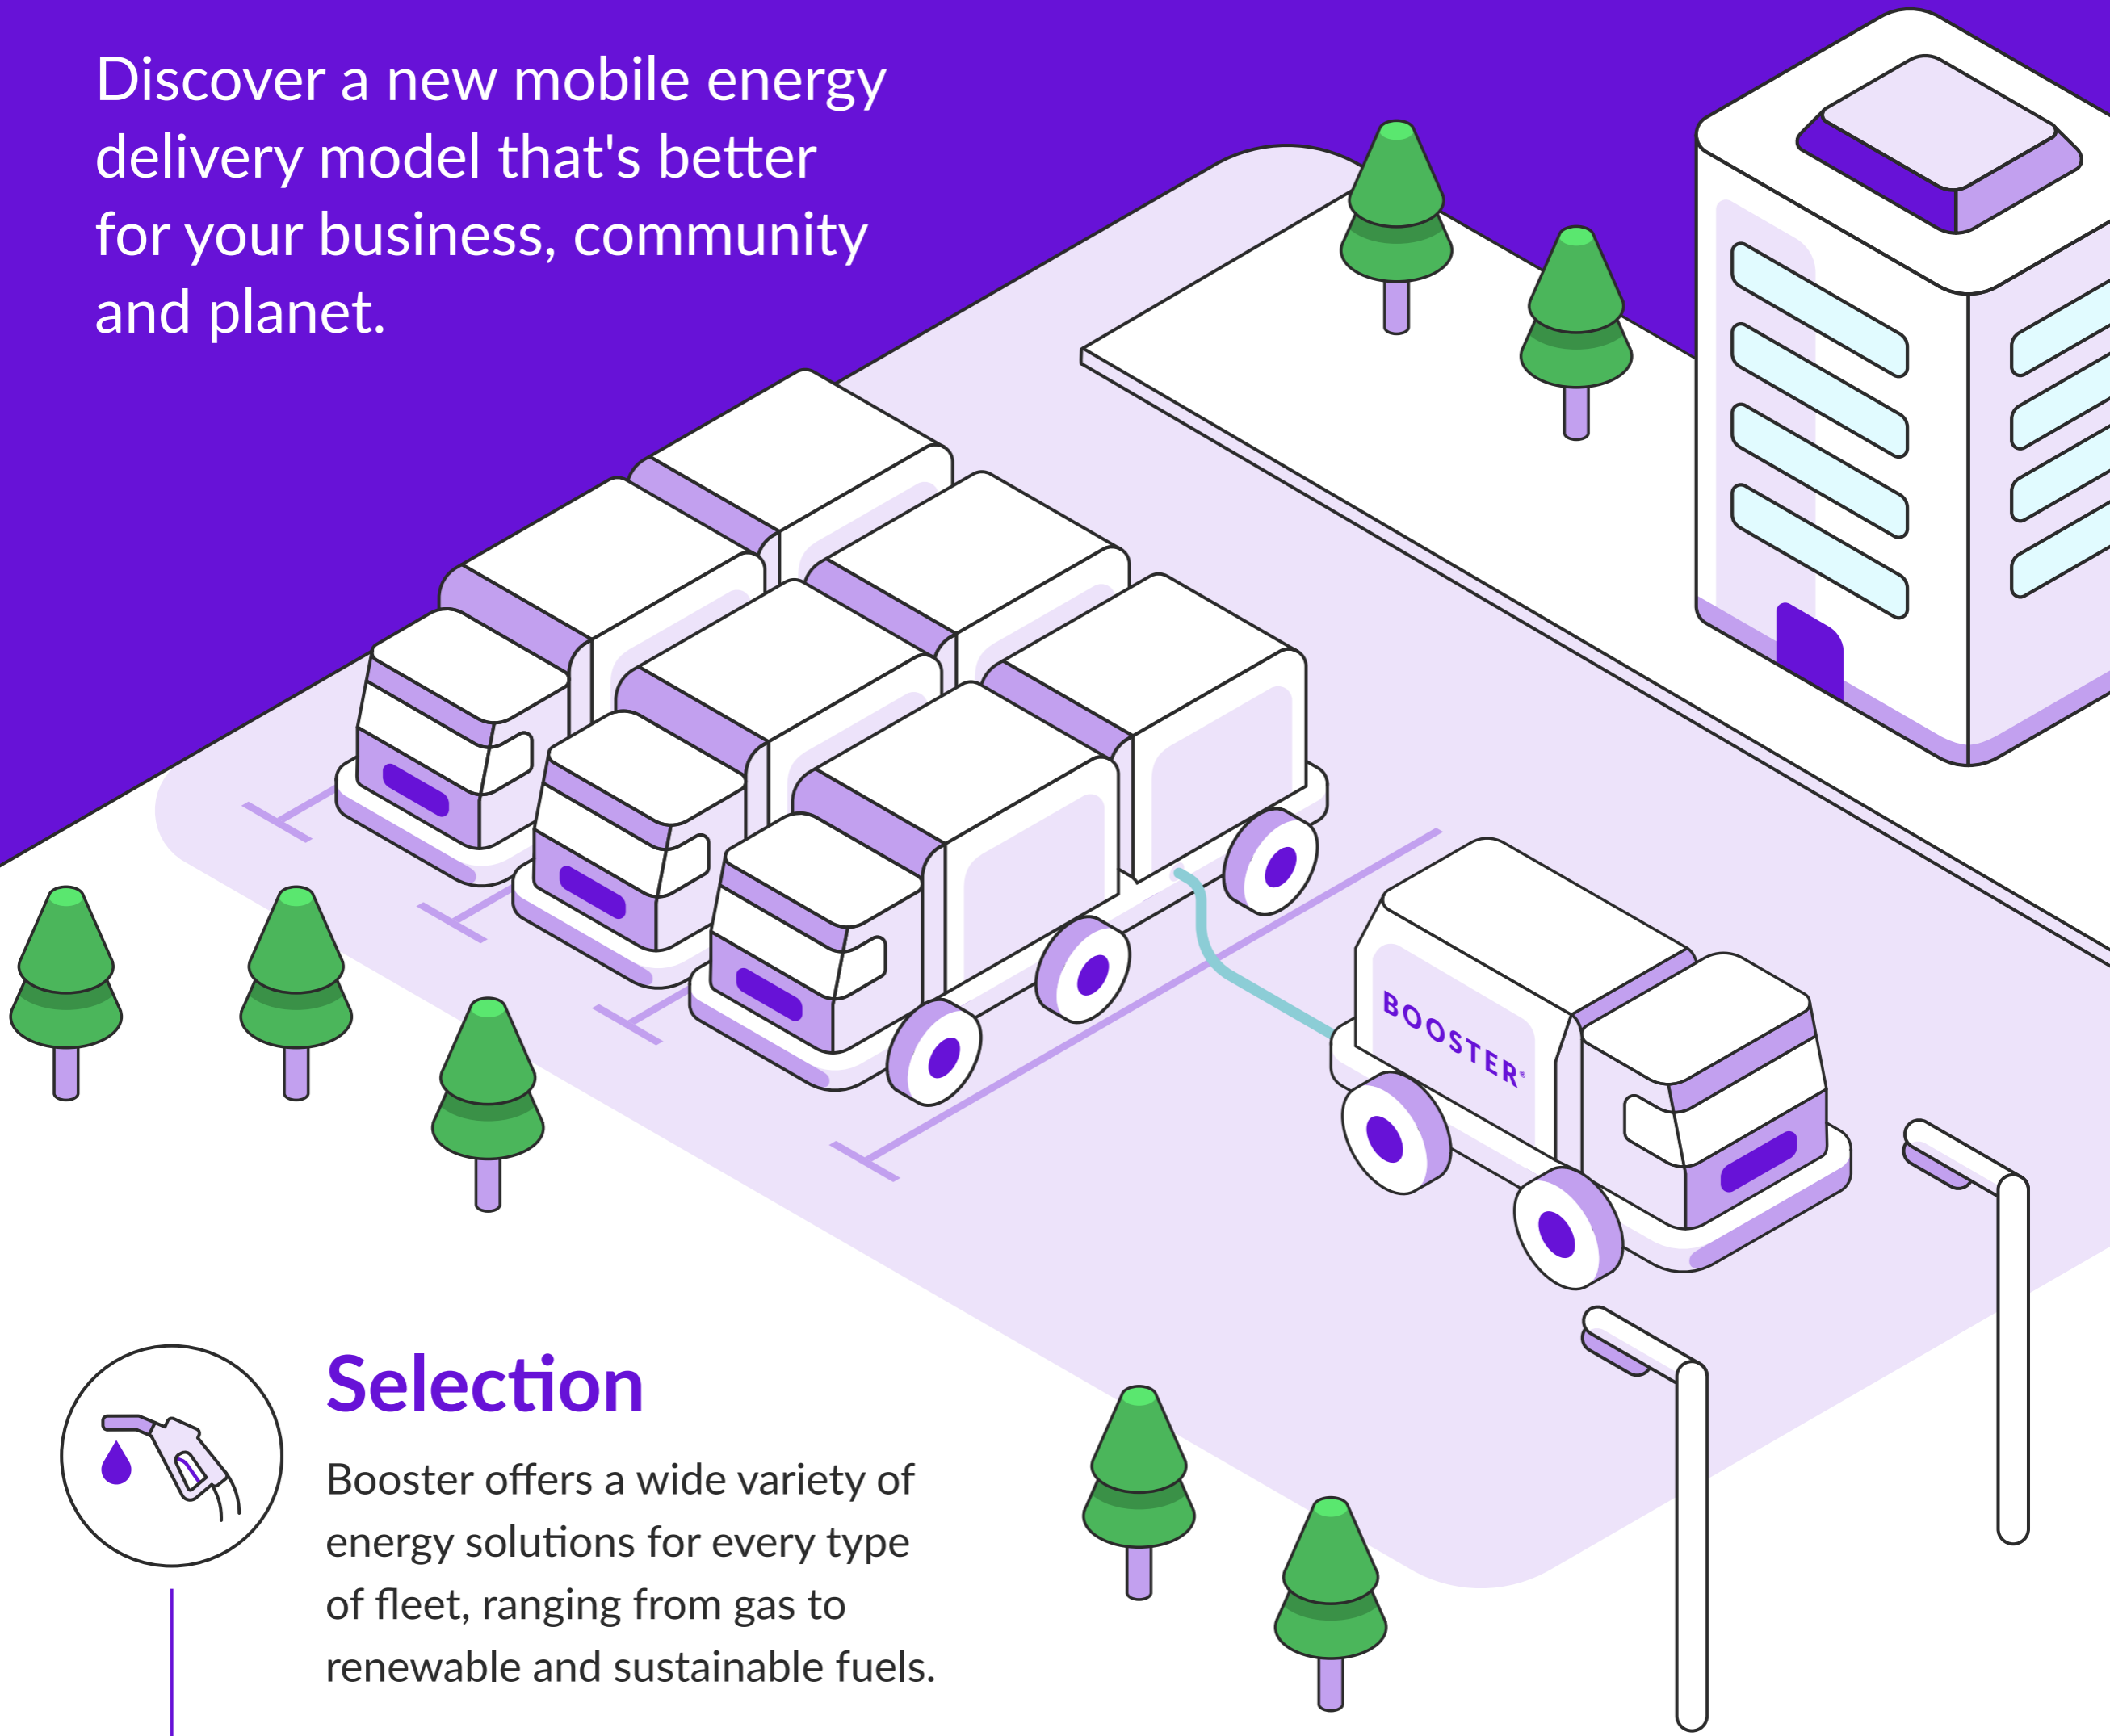 Discover a new mobile energy
delivery model that's better
for your business, community
and planet.
BOOSTER®
Selection
Booster offers a wide variety of
energy solutions for every type
of fleet, ranging from gas to
renewable and sustainable fuels.